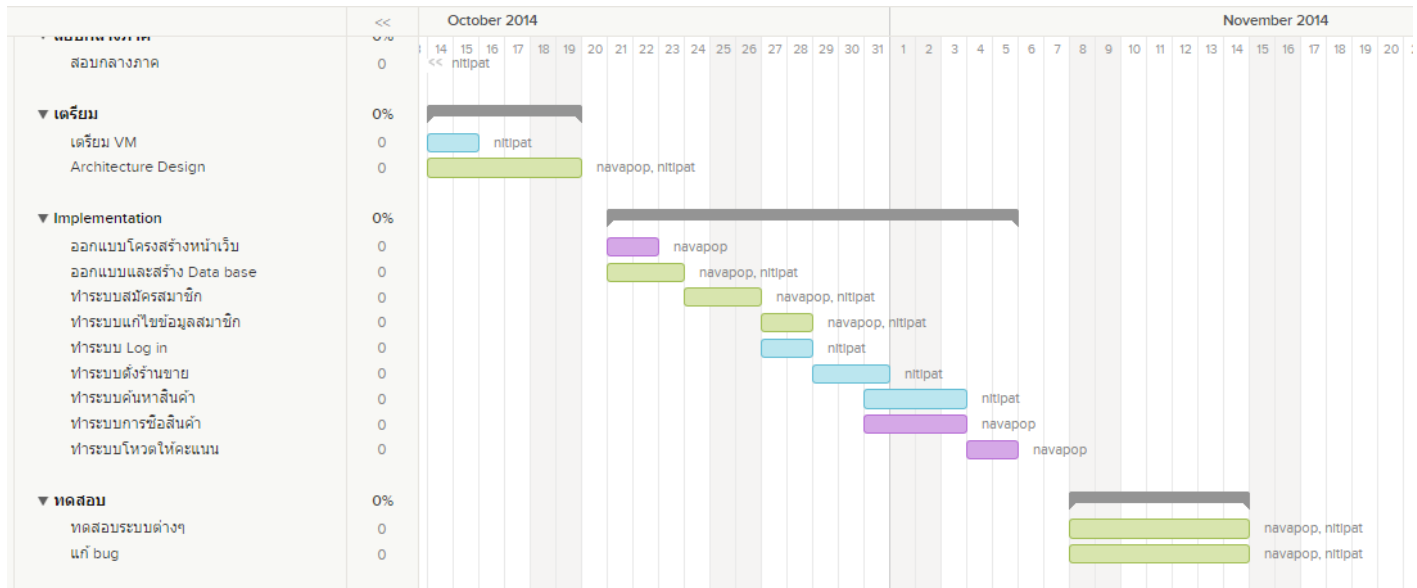 << October 2014 November 2014
สอบกลางภาค 0%
14 15 16 17 18 19 20 21 22 23 24 25 26 27 28 29 30 31 1 2 3 4 5 6 7 8 9 10 11 12 13 14 15 16 17 18 19 20
สอบกลางภาค 0 << nitipat
เตรียม 0%
เตรียม VM 0 nitipat
Architecture Design 0 navapop, nitipat
Implementation 0%
ออกแบบโครงสร้างหน้าเว็บ 0 navapop
ออกแบบและสร้าง Data base 0 navapop, nitipat
ทำระบบสมัครสมาชิก 0 navapop, nitipat
ทำระบบแก้ไขข้อมูลสมาชิก 0 navapop, nitipat
ทำระบบ Log in 0 nitipat
ทำระบบตั้งร้านขาย 0 nitipat
ทำระบบค้นหาสินค้า 0 nitipat
ทำระบบการซื้อสินค้า 0 navapop
ทำระบบโหวตให้คะแนน 0 navapop
ทดสอบ 0%
ทดสอบระบบต่างๆ 0 navapop, nitipat
แก้ bug 0 navapop, nitipat